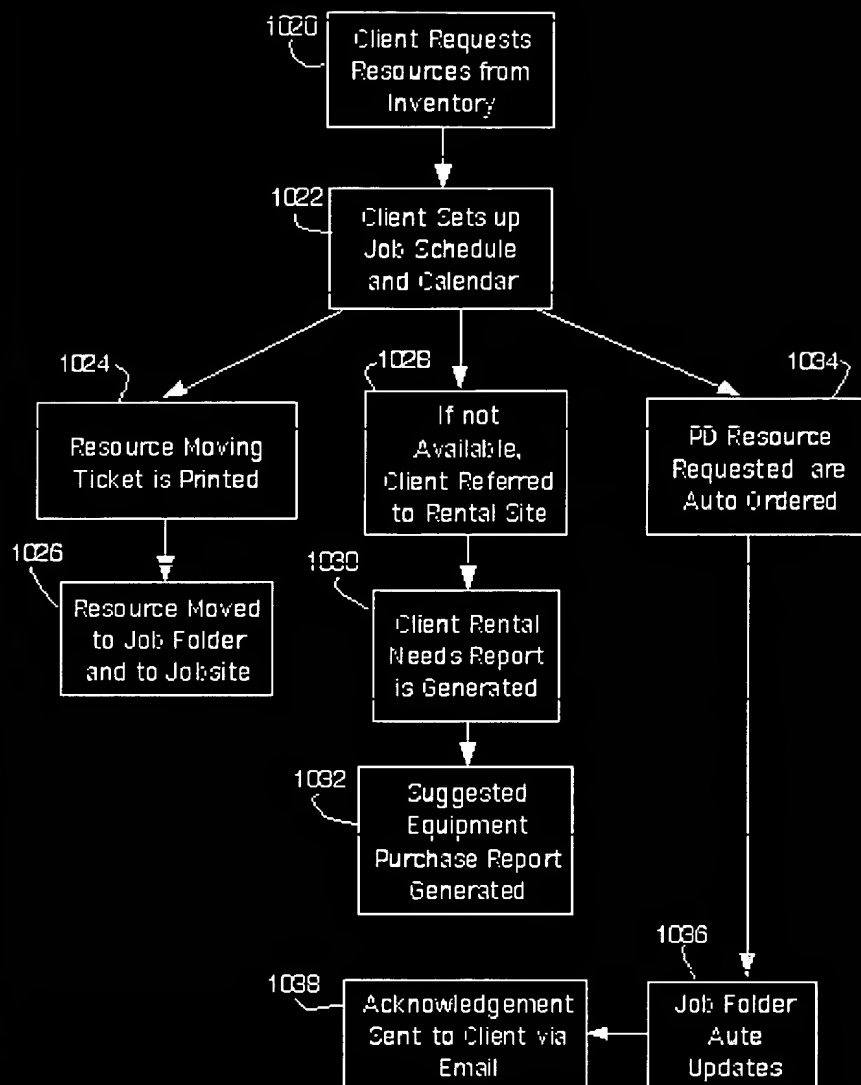 1020
Client Requests
Resources from
Inventory
1022
Client Sets up
Job Schedule
and Calendar
1024
Resource Moving
Ticket is Printed
1026
Resource Moved
to Job Folder
and to Jobsite
1028
If not
Available,
Client Referred
to Rental Site
1030
Client Rental
Needs Report
is Generated
1032
Suggested
Equipment
Purchase Report
Generated
1034
PD Resource
Requested are
Auto Ordered
1036
Job Folder
Aute
Updates
1038
Acknowledgement
Sent to Client via
Email